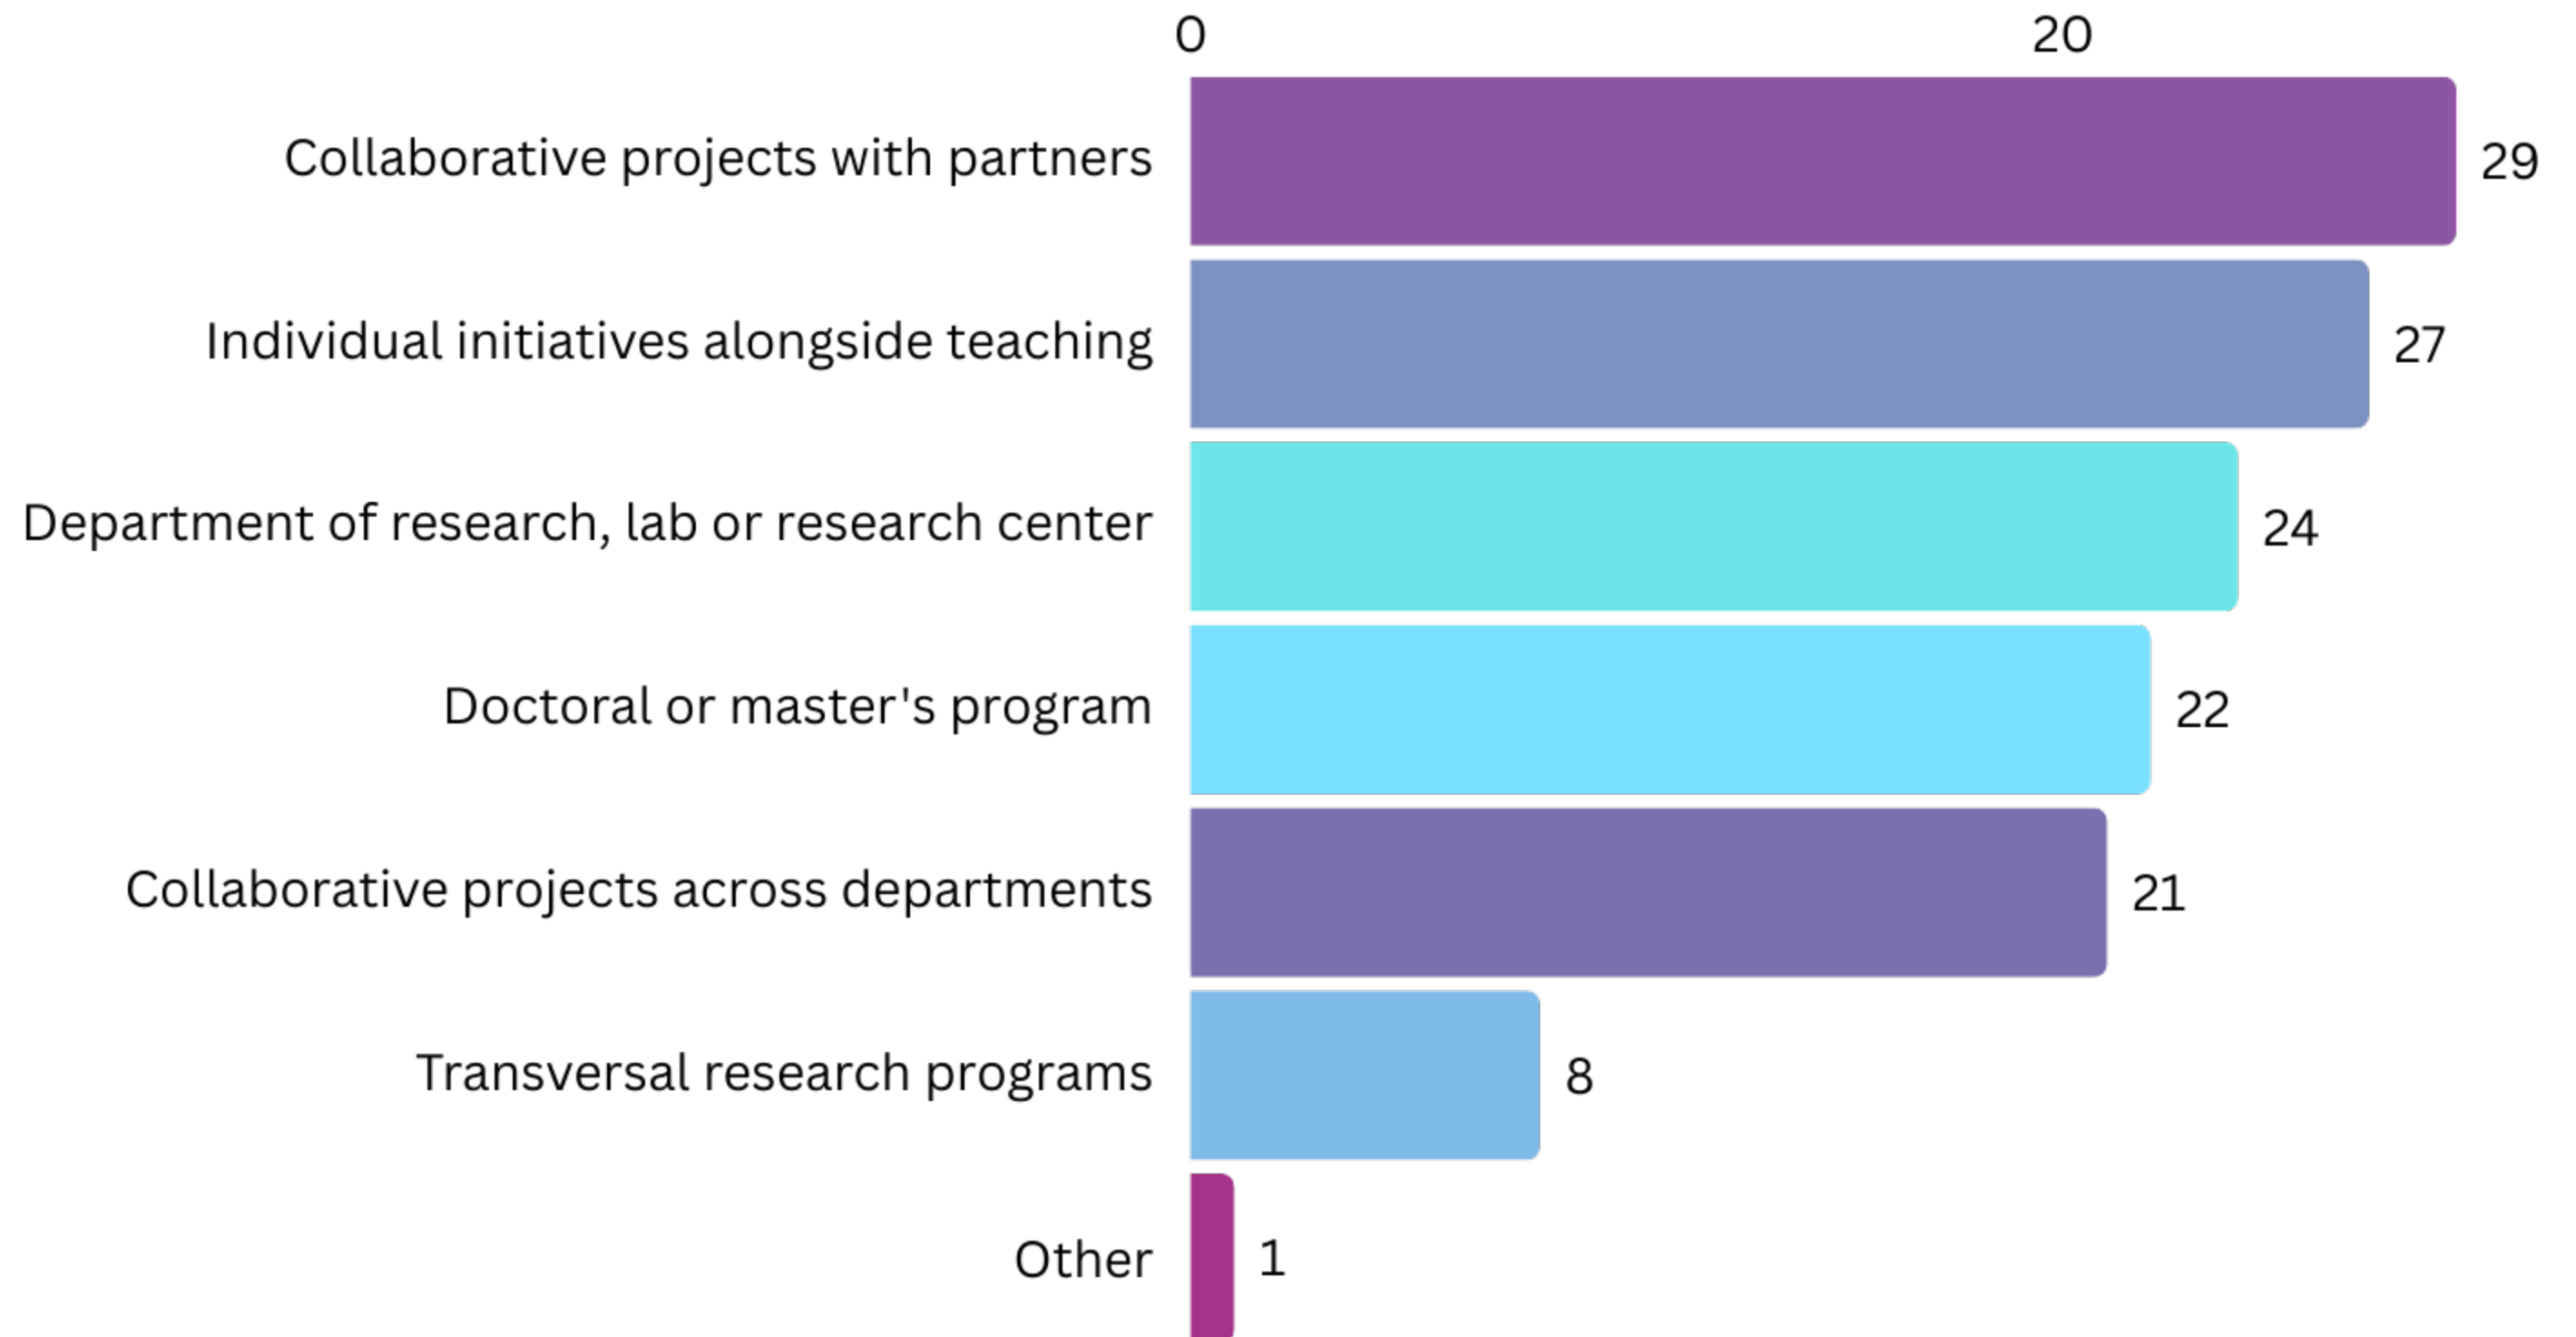 0 20
Collaborative projects with partners 29
Individual initiatives alongside teaching 27
Department of research, lab or research center 24
Doctoral or master's program 22
Collaborative projects across departments 21
Transversal research programs 8
Other 1